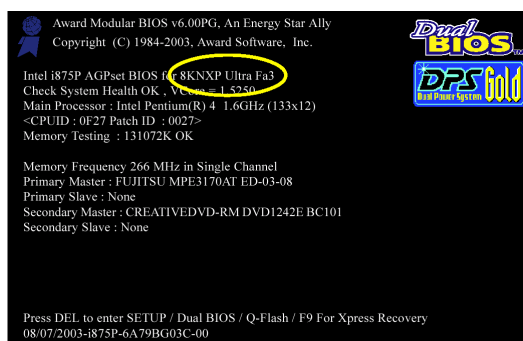 Award Modular BIOS v6.00PG, An Energy Star Ally
Copyright (C) 1984-2003, Award Software, Inc.
Dual
BIOS
TM
Intel i875P AGPset BIOS for 8KNXP Ultra Fa3
Check System Health OK , VCore = 1.5250
Main Processor : Intel Pentium(R) 4 1.6GHz (133x12)
<CPUID : 0F27 Patch ID : 0027>
Memory Testing : 131072K OK
DPS Gold
Dual Power System
Memory Frequency 266 MHz in Single Channel
Primary Master : FUJITSU MPE3170AT ED-03-08
Primary Slave : None
Secondary Master : CREATIVEDVD-RM DVD1242E BC101
Secondary Slave : None
Press DEL to enter SETUP / Dual BIOS / Q-Flash / F9 For Xpress Recovery
08/07/2003-i875P-6A79BG03C-00